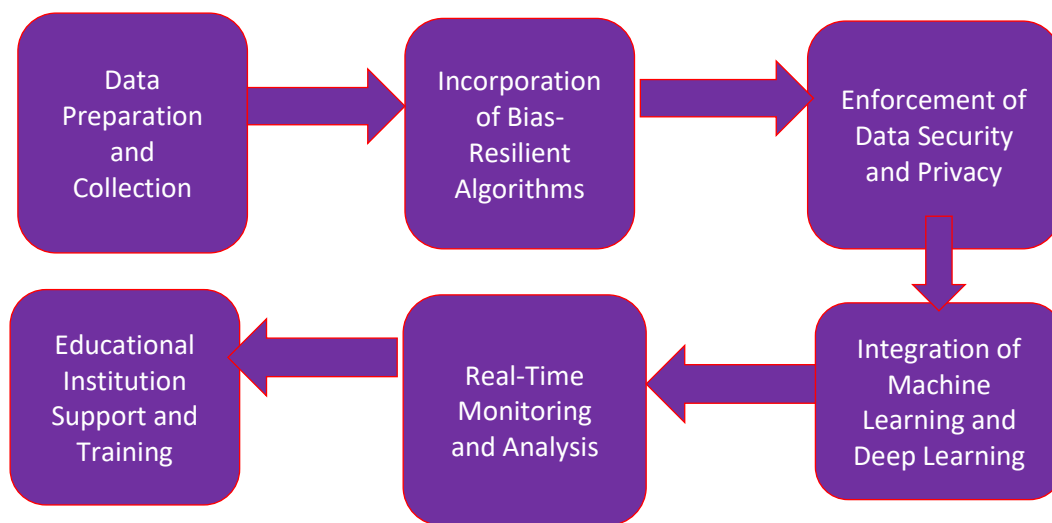 Data
Preparation
and
Collection
Incorporation
of Bias-
Resilient
Algorithms
Enforcement of
Data Security
and Privacy
Integration of
Machine
Learning and
Deep Learning
Real-Time
Monitoring
and Analysis
Educational
Institution
Support and
Training